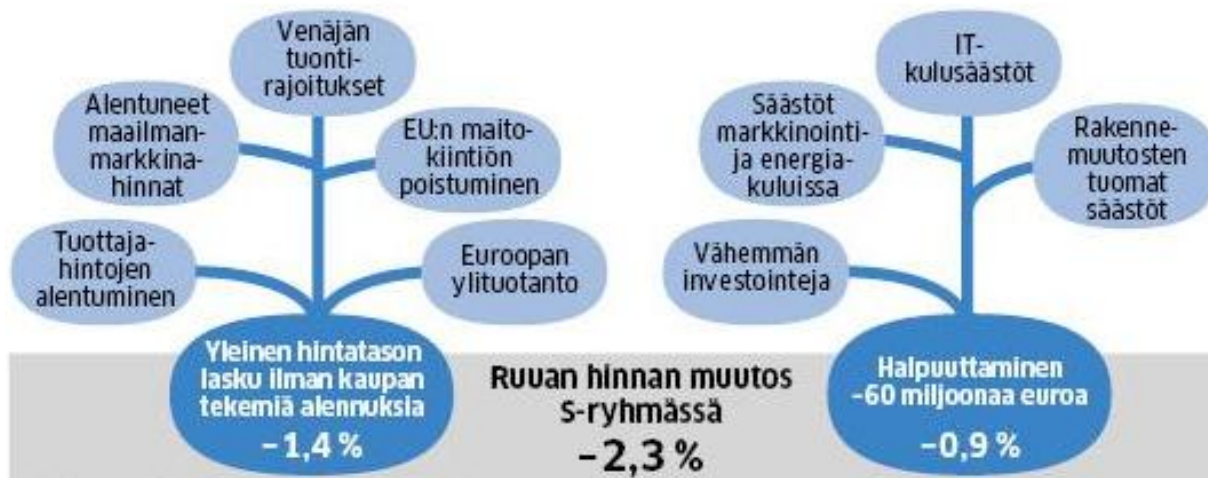 Venäjän
tuonti-
rajoitukset
Alentuneet
maailman-
markkina-
hinnat
EU:n maito-
kiintiön
poistuminen
Tuottaja-
hintojen
alentuminen
Euroopan
ylituotanto
Yleinen hintatason
lasku ilman kaupan
tekemiä alennuksia
–1,4 %
Ruuan hinnan muutos
S-ryhmässä
–2,3 %
IT-
kulusäästöt
Säästöt
markkinointi-
ja energia-
kuluissa
Rakenne-
muutosten
tuomat
säästöt
Vähemmän
investointeja
Halpuuttaminen
-60 miljoonaa euroa
–0,9 %